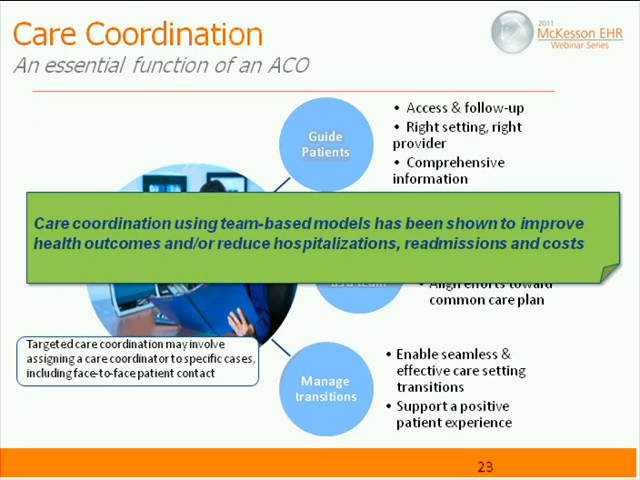 Care Coordination
An essential function of an ACO
2011
McKesson EHR
Webinar Series
Guide
Patients
• Access & follow-up
• Right setting, right
provider
• Comprehensive
information
Care coordination using team-based models has been shown to improve
health outcomes and/or reduce hospitalizations, readmissions and costs
as a team
• Align efforts toward
common care plan
Targeted care coordination may involve
assigning a care coordinator to specific cases,
including face-to-face patient contact
Manage
transitions
• Enable seamless &
effective care setting
transitions
• Support a positive
patient experience
23